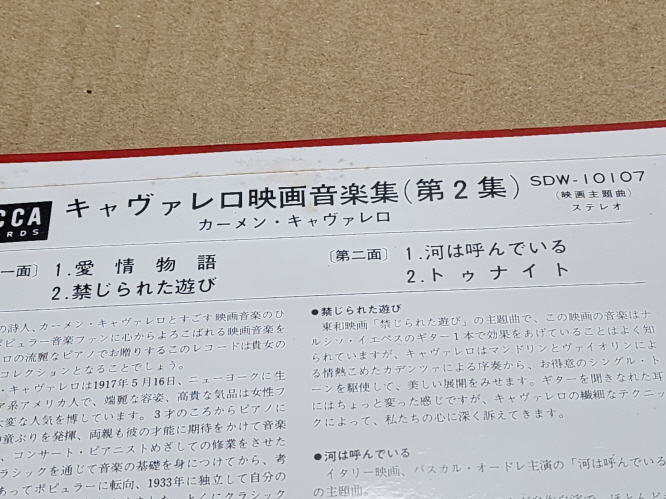 CCA
RDS
キャヴァレロ映画音楽集(第2集)
カーメン・キャヴァレロ
SDW-10107
(映画主題曲)
ステレオ
一面〕
1.愛情物語
2.禁じられた遊び
〔第二面〕
1.河は呼んでいる
2.トゥナイト
の詩人、カーメン・キャヴァレロとすごす映画音楽のひ
ポピュラー音楽ファンに心からよろこばれる映画音楽を
ロの流麗なピアノでお贈りするこのレコードは貴女の
コレクションとなることでしょう。
・キャヴァレロは1917年5月16日、ニューヨークに生
ア系アメリカ人で、端麗な容姿、高貴な気品は女性フ
大変な人気を博しています。3才のころからピアノに
童ぶりを発揮、両親も彼の才能に期待をかけて音楽
、コンサート・ピアニストめざしての修業をさせた
ラシックを通じて音楽の基礎を身につけてから、考
あってポピュラーに転向、1933年に独立して自分の
●禁じられた遊び
東和映画「禁じられた遊び」の主題曲で、この映画の音楽はナ
ルシソ・イエペスのギター1本で効果をあげていることはよく知
られていますが、キャヴァレロはマンドリンとヴァイオリンによ
る情熱こめたカデンツァによる序奏から、お得意のシングル・ト
ーンを駆使して、美しい展開をみせます。ギターを聞きなれた耳
にはちょっと変った感じですが、キャヴァレロの繊細なテクニッ
クによって、私たちの心に深く訴えてきます。
●河は呼んでいる
イタリー映画、パスカル・オードレ主演の「河は呼んでいる
の主題曲。